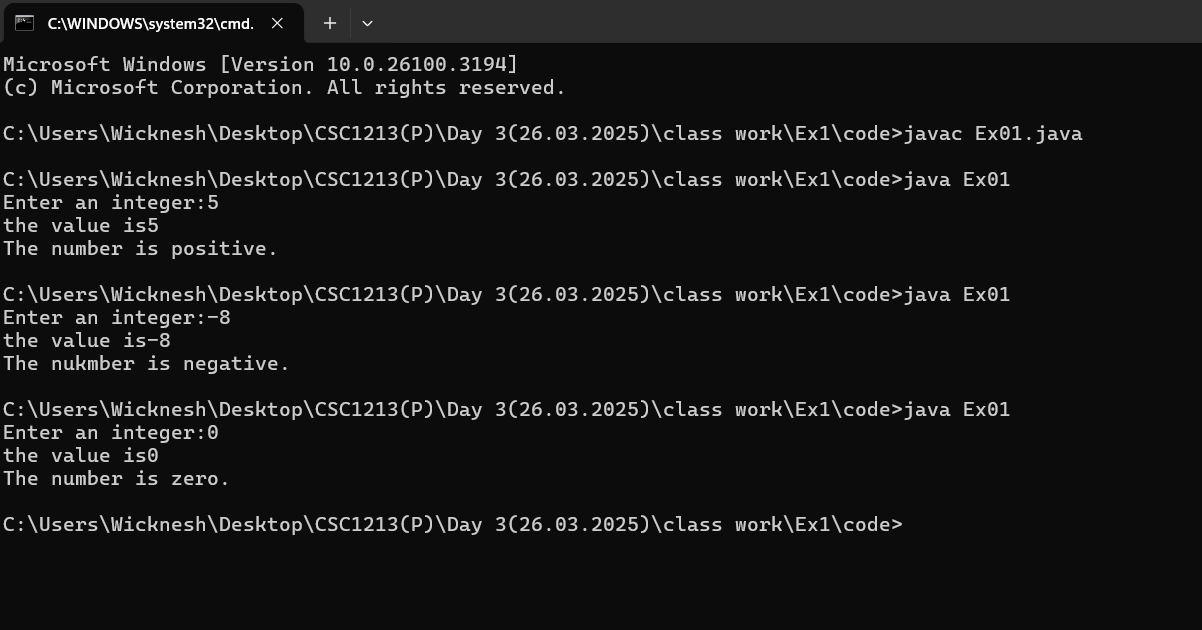 C:\WINDOWS\system32\cmd.
Microsoft Windows [Version 10.0.26100.3194]
(c) Microsoft Corporation. All rights reserved.
C:\Users\Wicknesh\Desktop\CSC1213(P)\Day 3(26.03.2025)\class work\Ex1\code>javac Ex01.java
C:\Users\Wicknesh\Desktop\CSC1213(P)\Day 3(26.03.2025)\class work\Ex1\code>java Ex01
Enter an integer:5
the value is5
The number is positive.
C:\Users\Wicknesh\Desktop\CSC1213(P)\Day 3(26.03.2025)\class work\Ex1\code>java Ex01
Enter an integer:-8
the value is-8
The nukmber is negative.
C:\Users\Wicknesh\Desktop\CSC1213(P)\Day 3(26.03.2025)\class work\Ex1\code>java Ex01
Enter an integer:0
the value is0
The number is zero.
C:\Users\Wicknesh\Desktop\CSC1213(P)\Day 3(26.03.2025)\class work\Ex1\code>